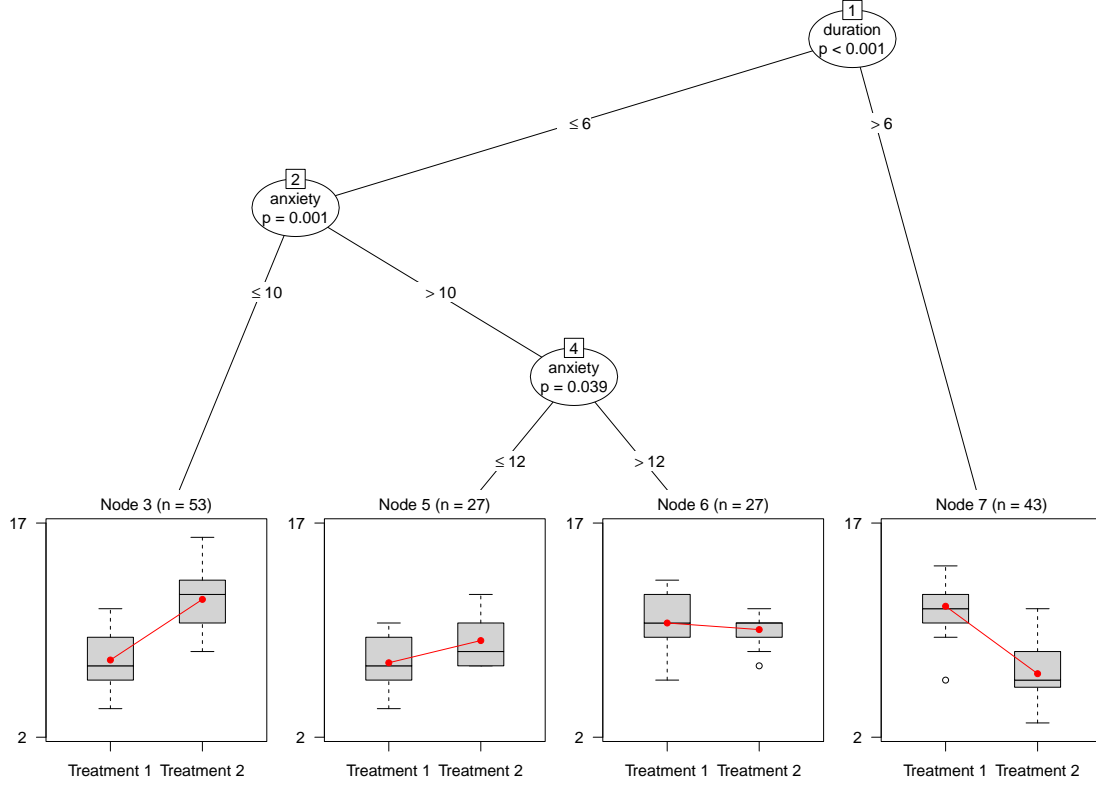 1
duration
p < 0.001
≤ 6
> 6
2
anxiety
p = 0.001
≤ 10
> 10
4
anxiety
p = 0.039
≤ 12
> 12
Node 3 (n = 53)
17
2
Treatment 1 Treatment 2
Node 5 (n = 27)
17
2
Treatment 1 Treatment 2
Node 6 (n = 27)
17
2
Treatment 1 Treatment 2
Node 7 (n = 43)
17
2
Treatment 1 Treatment 2